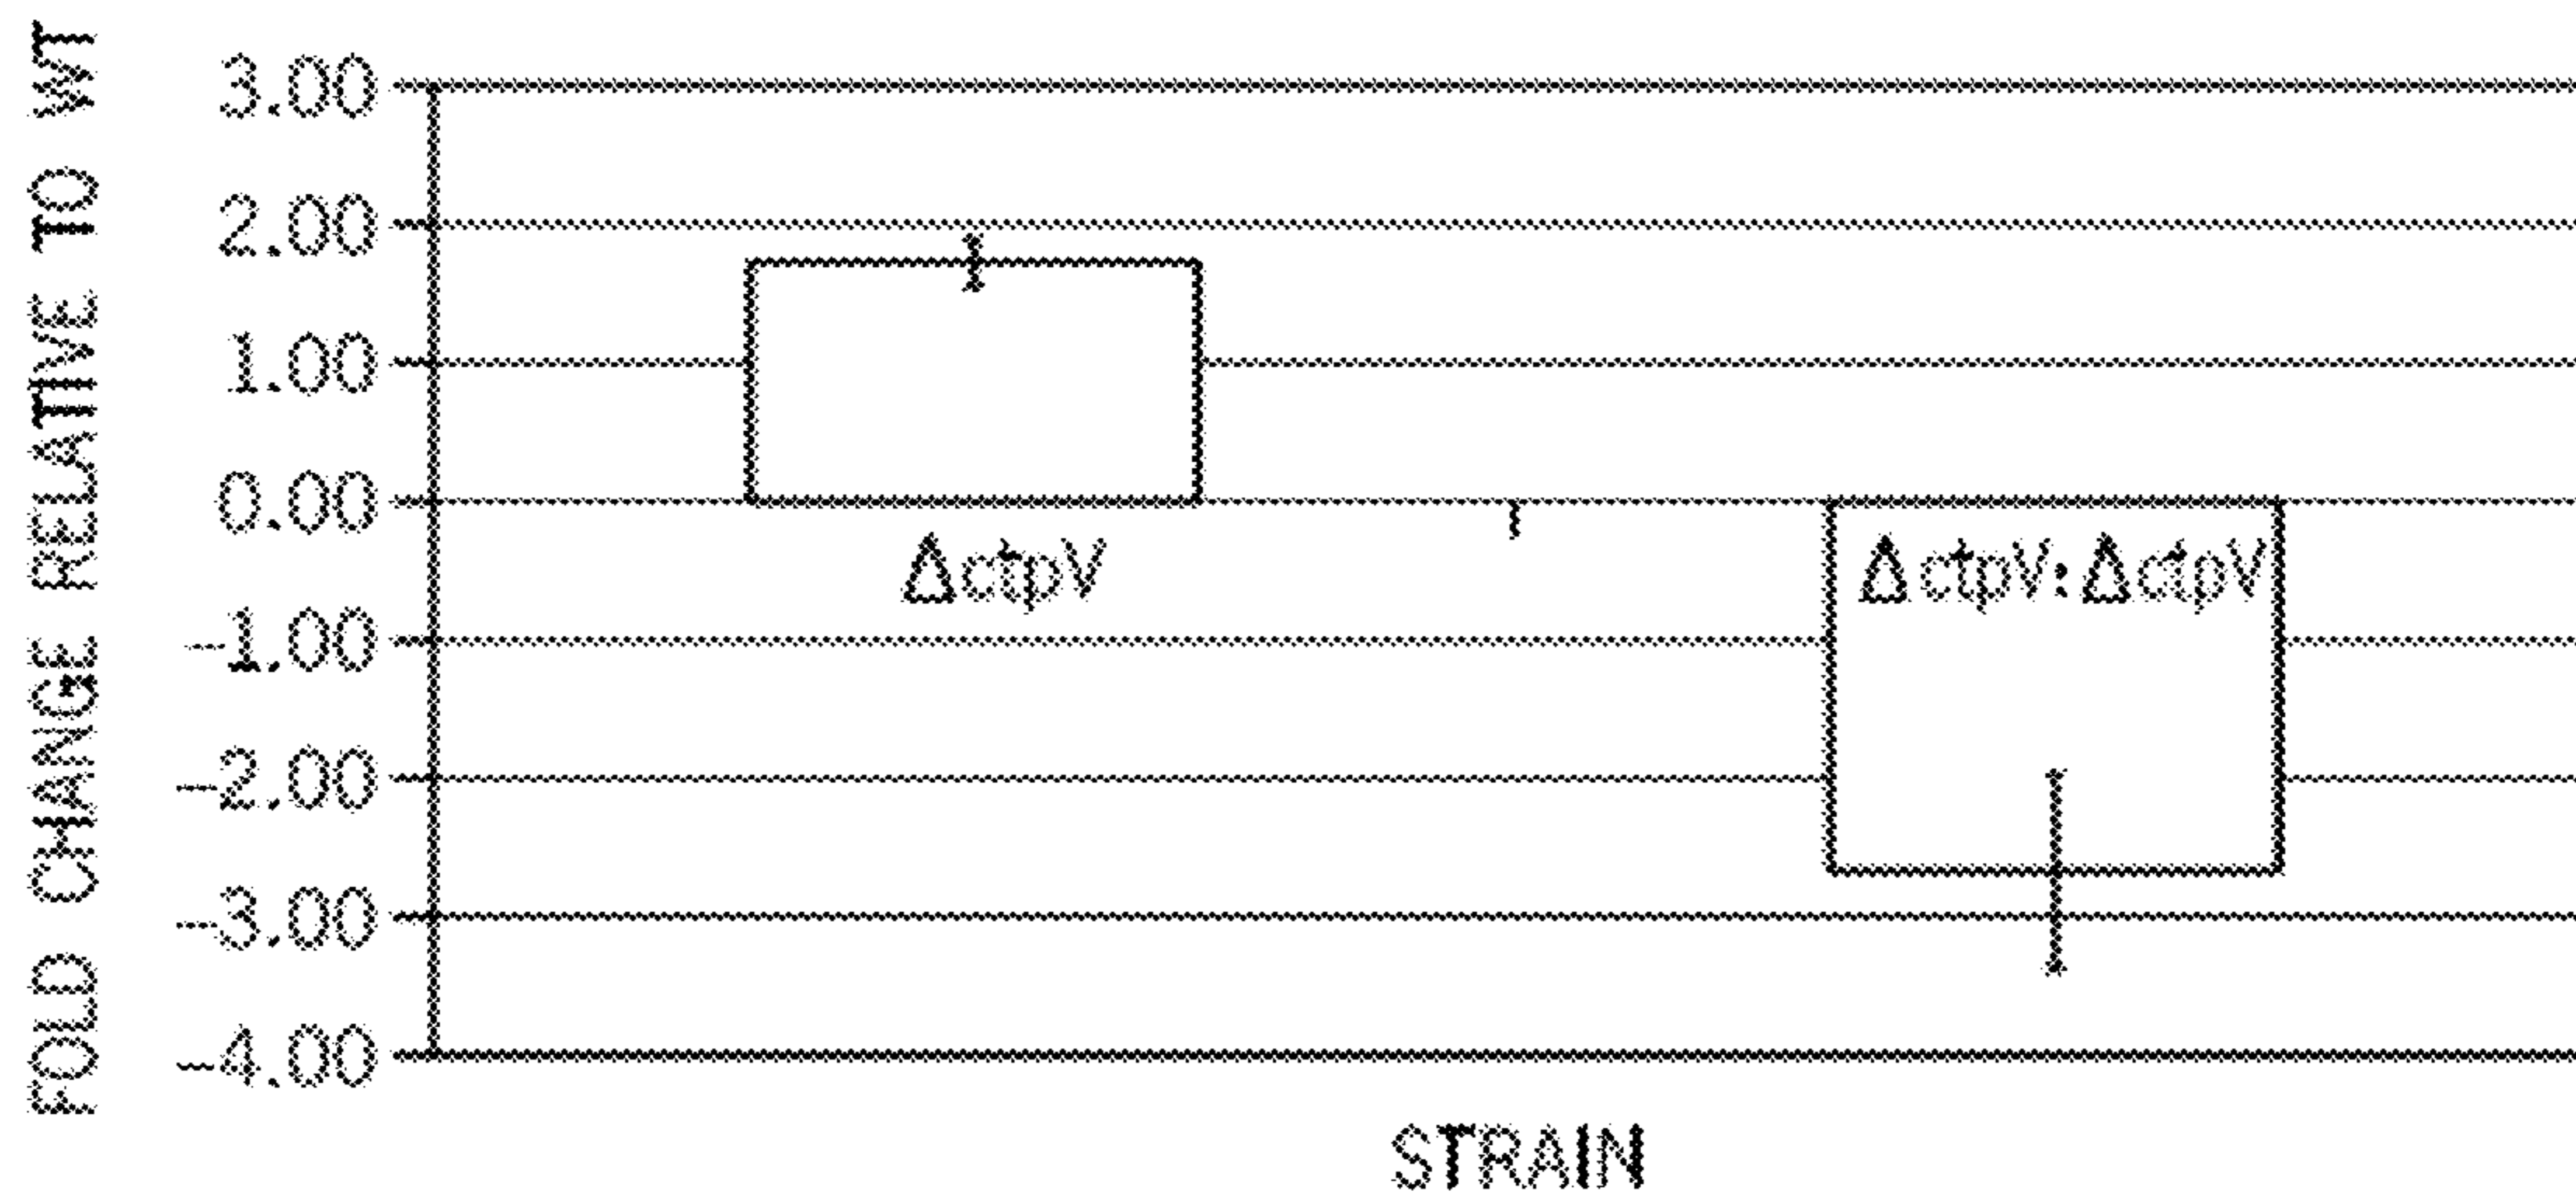 FOLD CHANGE RELATIVE TO WT
3.00
2.00
1.00
0.00
-1.00
-2.00
-3.00
-4.00
ΔctpV
ΔctpV:ΔctpV
STRAIN